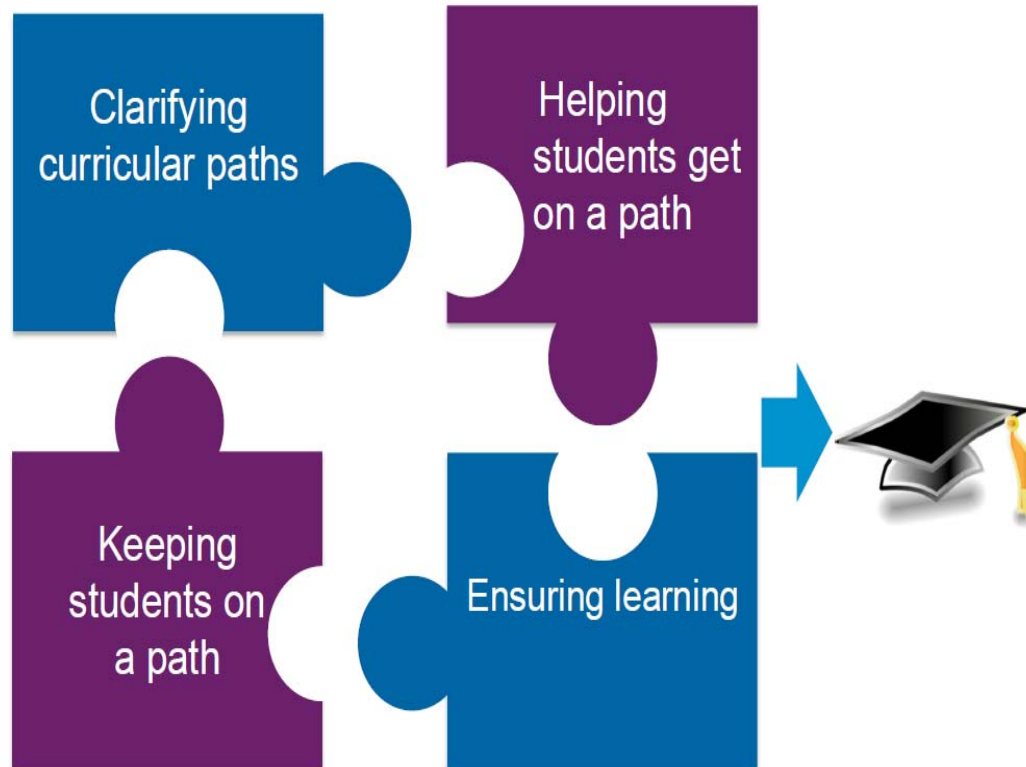 Clarifying
curricular paths
Helping
students get
on a path
Keeping
students on
a path
Ensuring learning